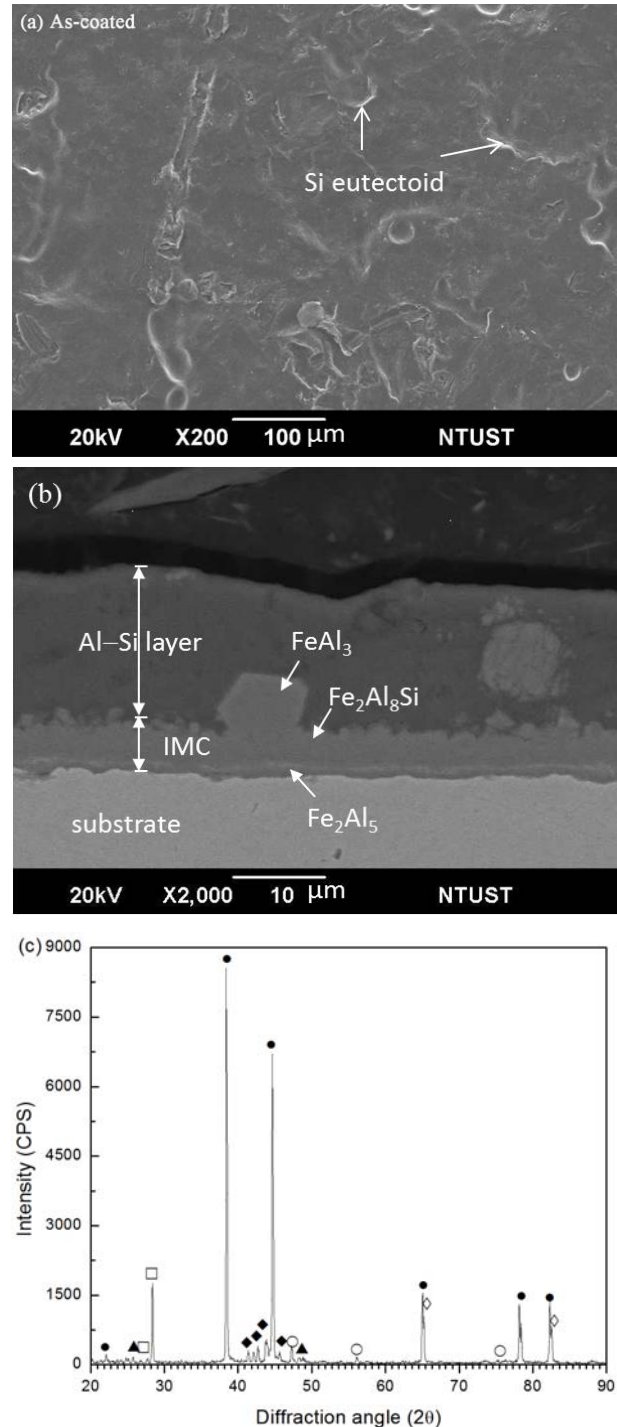 (a) As-coated
Si eutectoid
20kV X200 100 μm NTUST
(b)
Al–Si layer
FeAl₃
Fe₂Al₈Si
IMC
Fe₂Al₅
substrate
20kV X2,000 10 μm NTUST
(c)
9000
7500
6000
4500
3000
1500
0
Intensity (CPS)
20 30 40 50 60 70 80 90
Diffraction angle (2θ)